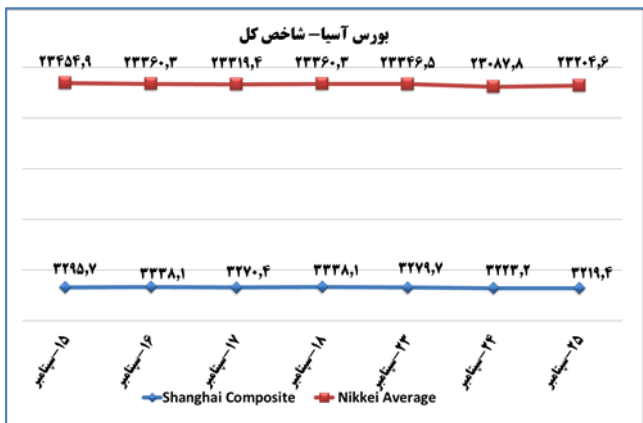 بورس آسیا– شاخص کل
۲۳۴۵۴,۹ ۲۳۳۶۰,۳ ۲۳۳۱۹,۴ ۲۳۳۶۰,۳ ۲۳۳۴۶,۵ ۲۳۰۸۷,۸ ۲۳۲۰۴,۶
۳۲۹۵,۷ ۳۳۳۸,۱ ۳۲۷۰,۴ ۳۳۳۸,۱ ۳۲۷۹,۷ ۳۲۲۳,۲ ۳۲۱۹,۴
۱۵-سپتامبر ۱۶-سپتامبر ۱۷-سپتامبر ۱۸-سپتامبر ۲۳-سپتامبر ۲۴-سپتامبر ۲۵-سپتامبر
Shanghai Composite Nikkei Average